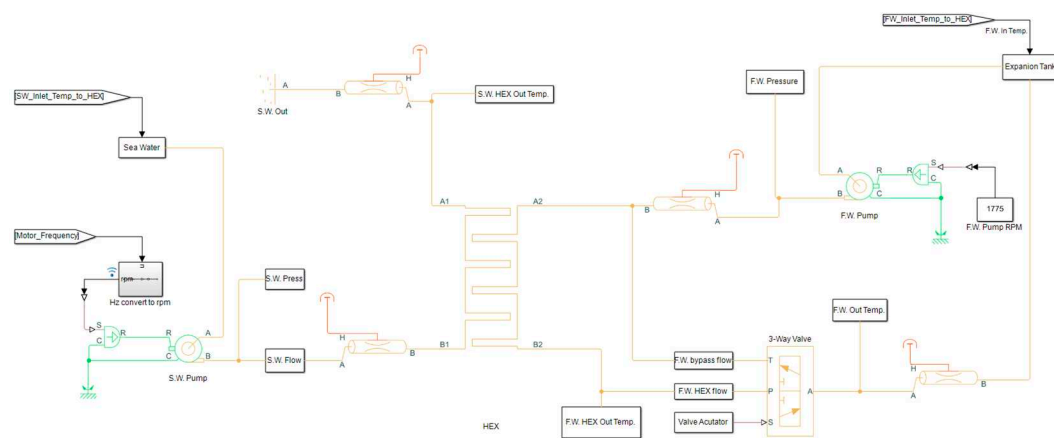 [FW_Inlet_Temp_to_HEX]
F.W. In Temp.
Expanion Tank
H
A
B
A
S.W. Out
S.W. HEX Out Temp.
F.W. Pressure
[SW_Inlet_Temp_to_HEX]
Sea Water
H
B
A
A
B
R
R
S
C
C
F.W. Pump
1775
F.W. Pump RPM
A1
A2
[Motor_Frequency]
rpm
Hz convert to rpm
S.W. Press
S
R
R
A
C
C
B
S.W. Pump
S.W. Flow
H
A
B
B1
B2
F.W. Out Temp.
3-Way Valve
F.W. bypass flow
T
F.W. HEX flow
P
A
Valve Acutator
S
H
A
B
F.W. HEX Out Temp.
HEX